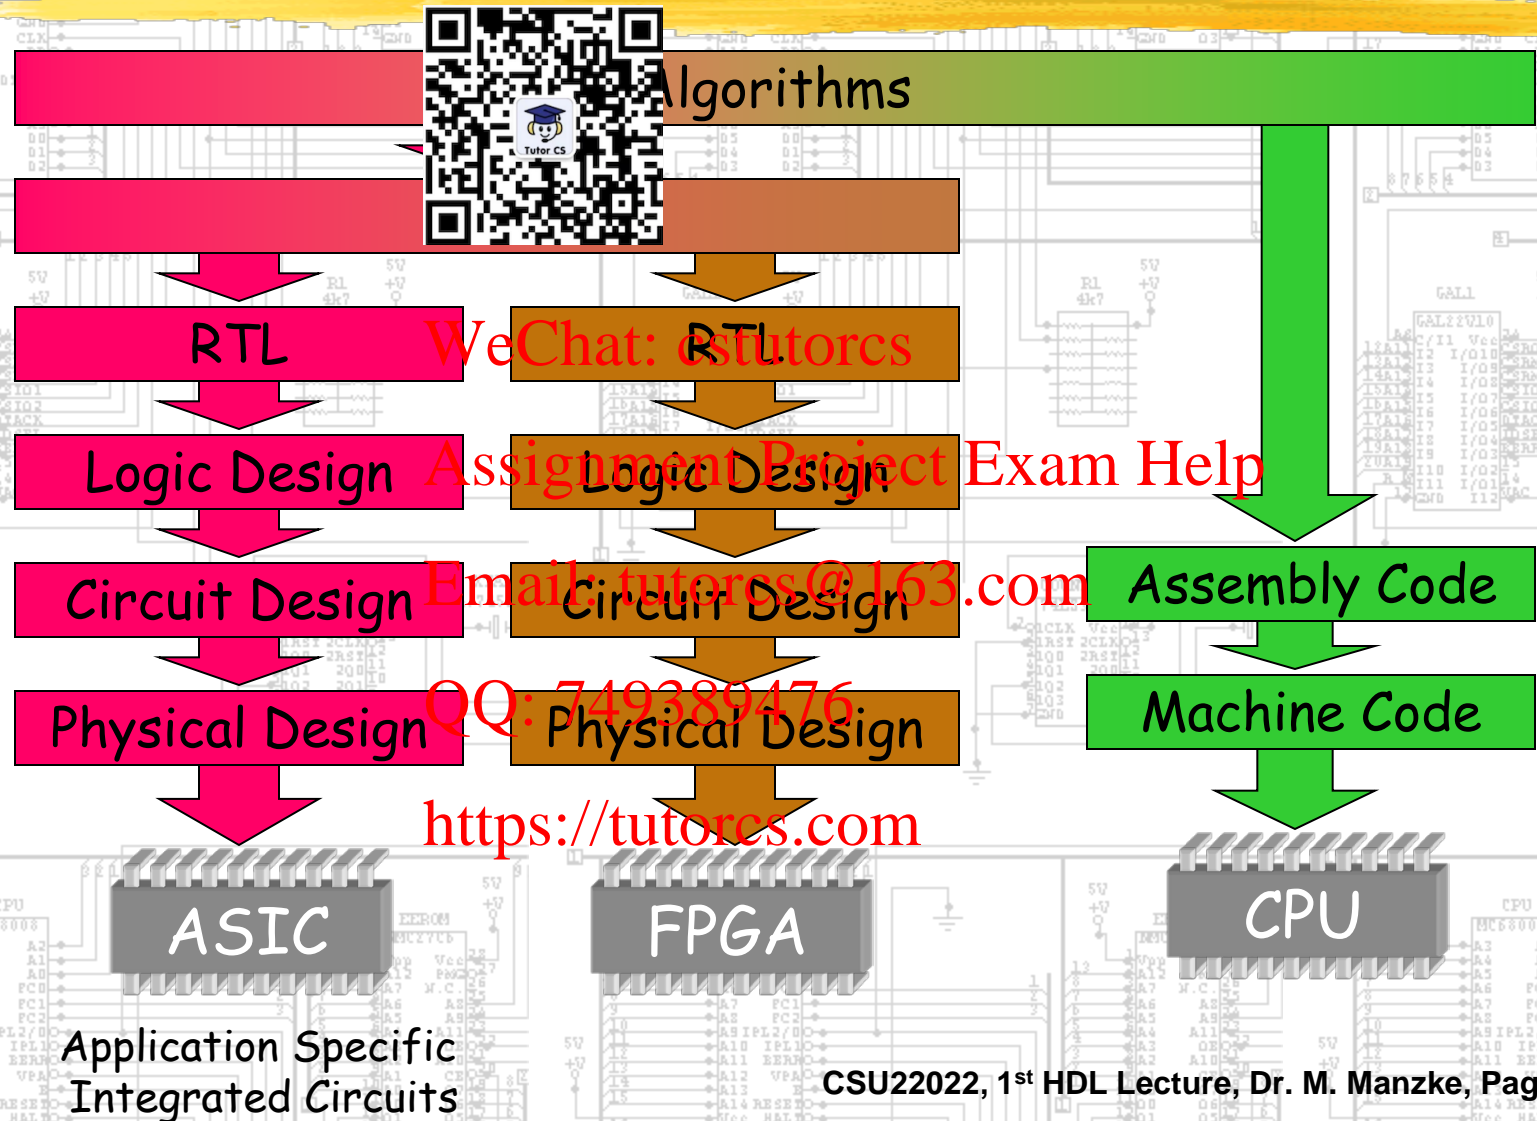 Tutor CS
Algorithms
RTL
RTL
WeChat: cstutorcs
Logic Design
Logic Design
Assignment Project Exam Help
Circuit Design
Circuit Design
Email: tutorcs@163.com
Assembly Code
Physical Design
Physical Design
QQ: 749389476
Machine Code
https://tutorcs.com
ASIC
FPGA
CPU
Application Specific
Integrated Circuits
CSU22022, 1st HDL Lecture, Dr. M. Manzke, Pag